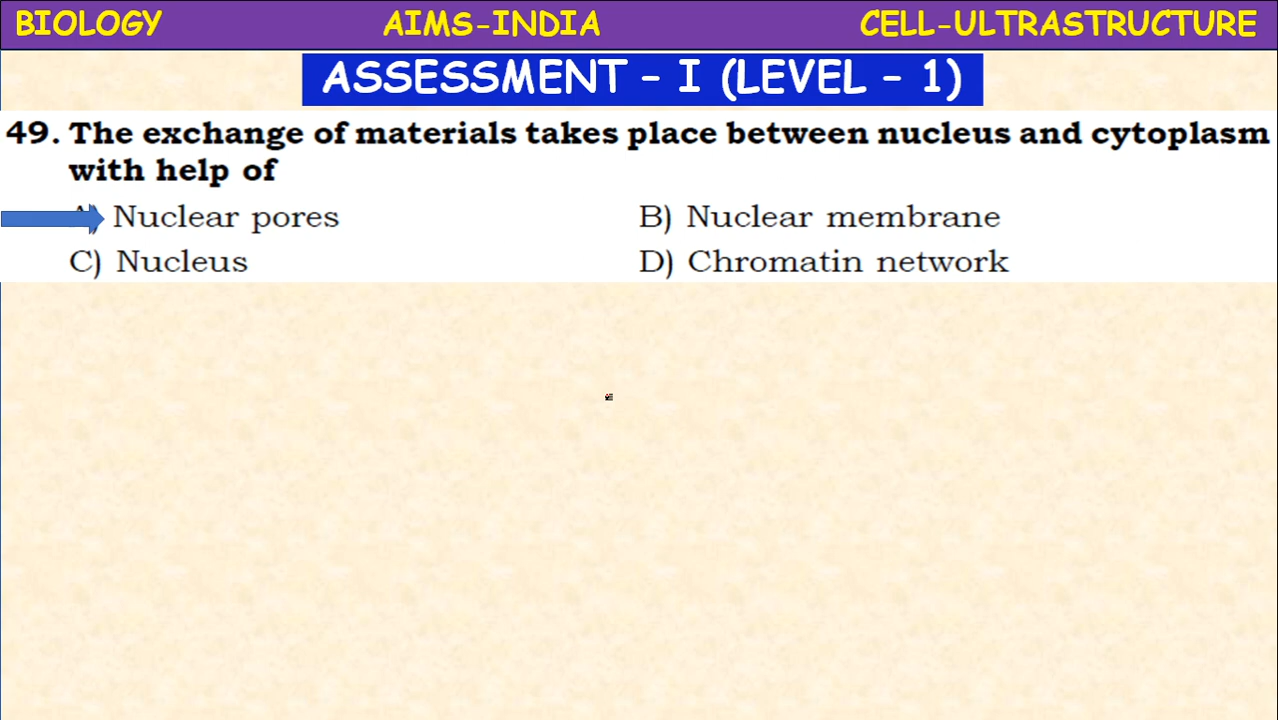 BIOLOGY AIMS-INDIA CELL-ULTRASTRUCTURE
ASSESSMENT – I (LEVEL – 1)
49. The exchange of materials takes place between nucleus and cytoplasm
with help of
Nuclear pores B) Nuclear membrane
C) Nucleus D) Chromatin network